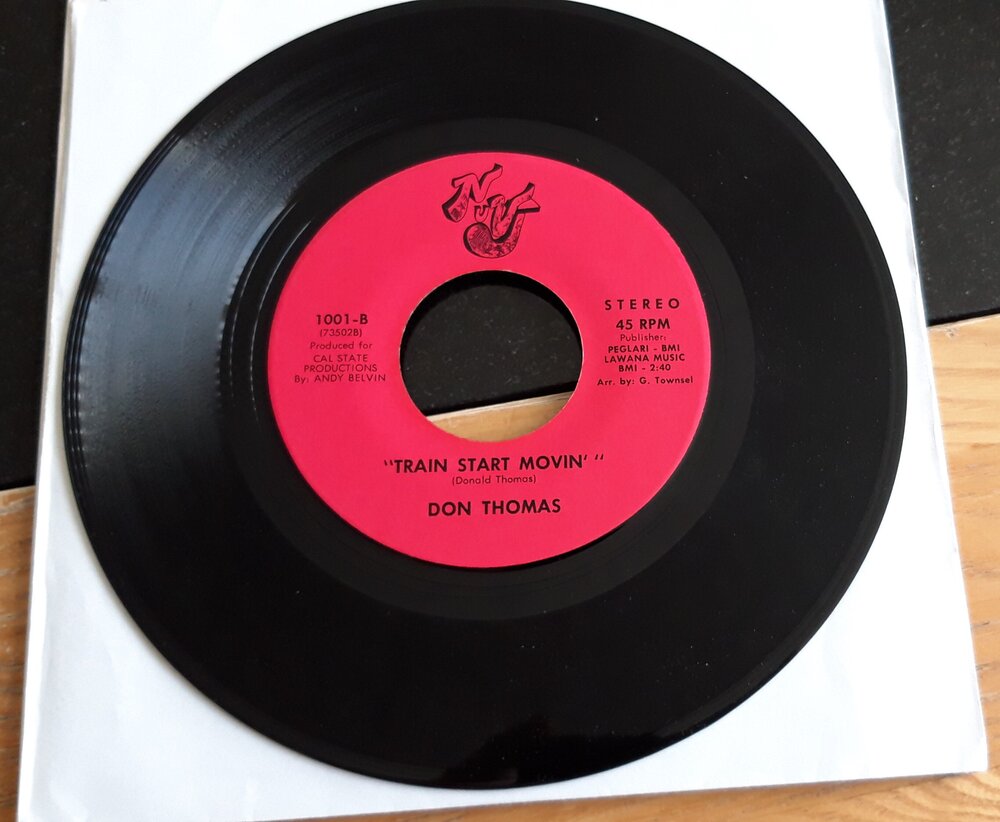 NUVJ
1001-B
(73502B)
Produced for
CAL STATE
PRODUCTIONS
By: ANDY BELVIN
STEREO
45 RPM
Publisher:
PEGLARI - BMI
LAWANA MUSIC
BMI - 2:40
Arr. by: G. Townsel
"TRAIN START MOVIN' "
(Donald Thomas)
DON THOMAS